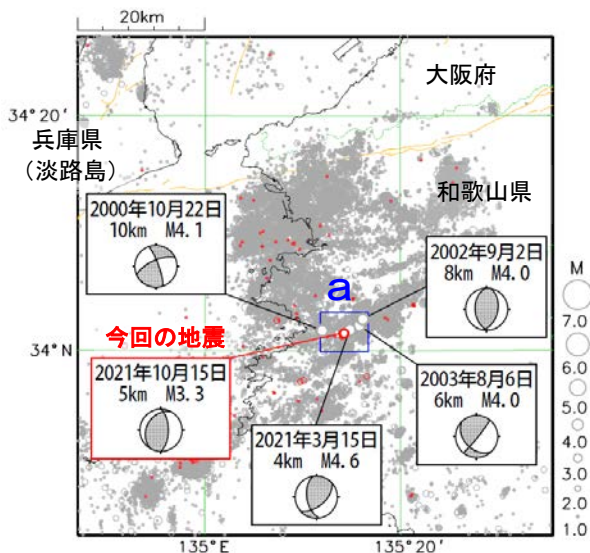 20km
大阪府
34°20'
兵庫県
（淡路島）
和歌山県
2000年10月22日
10km M4.1
2002年9月2日
8km M4.0
a
M
7.0
6.0
5.0
4.0
3.0
2.0
1.0
今回の地震
34°N
2021年10月15日
5km M3.3
2003年8月6日
6km M4.0
2021年3月15日
4km M4.6
135°E
135°20'